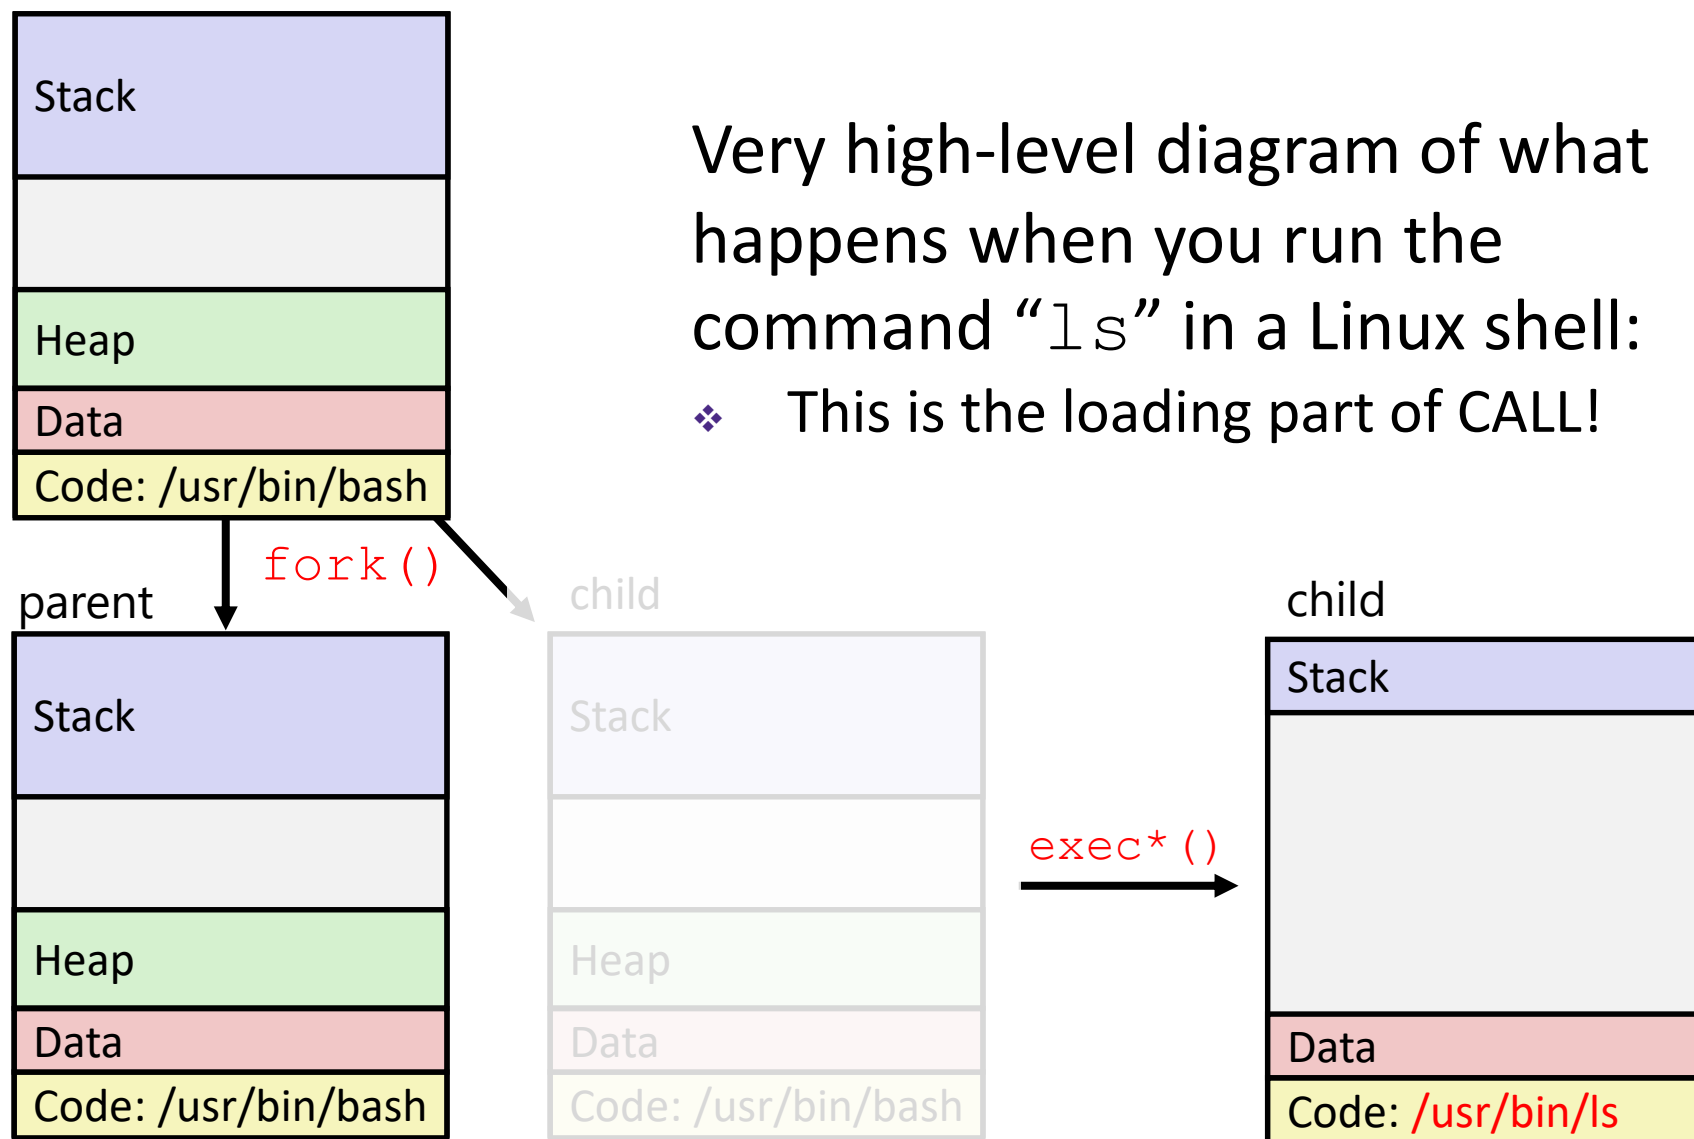 Stack
Heap
Data
Code: /usr/bin/bash
Very high-level diagram of what
happens when you run the
command “ls” in a Linux shell:
❖ This is the loading part of CALL!
fork()
parent
Stack
Heap
Data
Code: /usr/bin/bash
child
Stack
Heap
Data
Code: /usr/bin/bash
exec*()
child
Stack
Data
Code: /usr/bin/ls